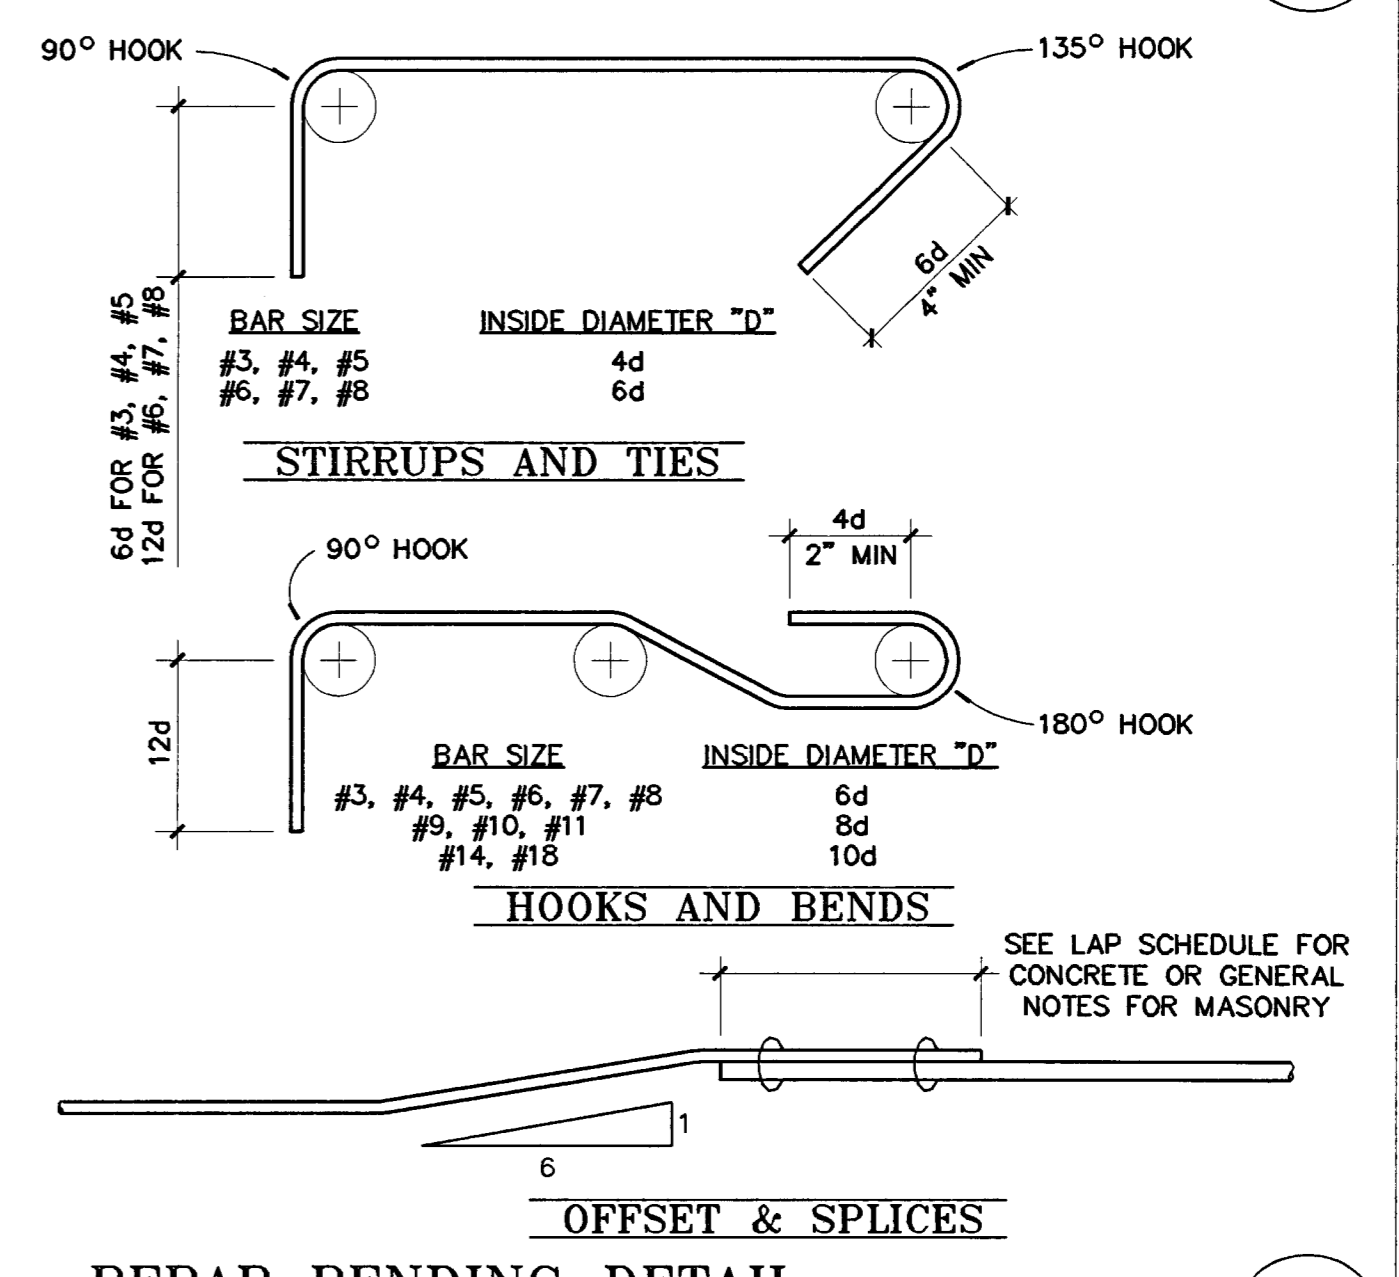 90° HOOK
135° HOOK
6d
4" MIN
6d FOR #3, #4, #5
12d FOR #6, #7, #8
BAR SIZE INSIDE DIAMETER "D"
#3, #4, #5 4d
#6, #7, #8 6d
STIRRUPS AND TIES
90° HOOK
4d
2" MIN
12d
180° HOOK
BAR SIZE INSIDE DIAMETER "D"
#3, #4, #5, #6, #7, #8 6d
#9, #10, #11 8d
#14, #18 10d
HOOKS AND BENDS
SEE LAP SCHEDULE FOR
CONCRETE OR GENERAL
NOTES FOR MASONRY
1
6
OFFSET & SPLICES
REBAR BENDING DETAIL